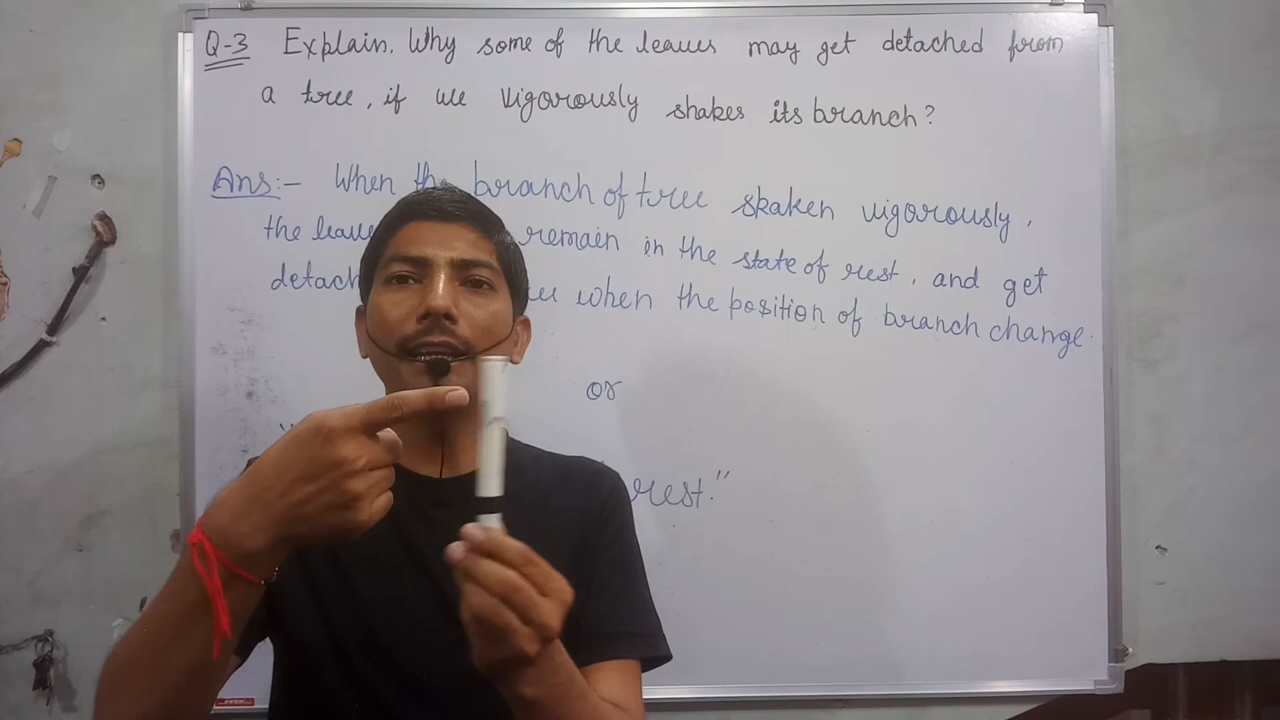 Q-3 Explain. Why some of the leaves may get detached from
a tree, if we vigorously shakes its branch?
Ans:- When the branch of tree skaken vigorously,
the leave remain in the state of rest, and get
detach when the position of branch change.
or
rest."